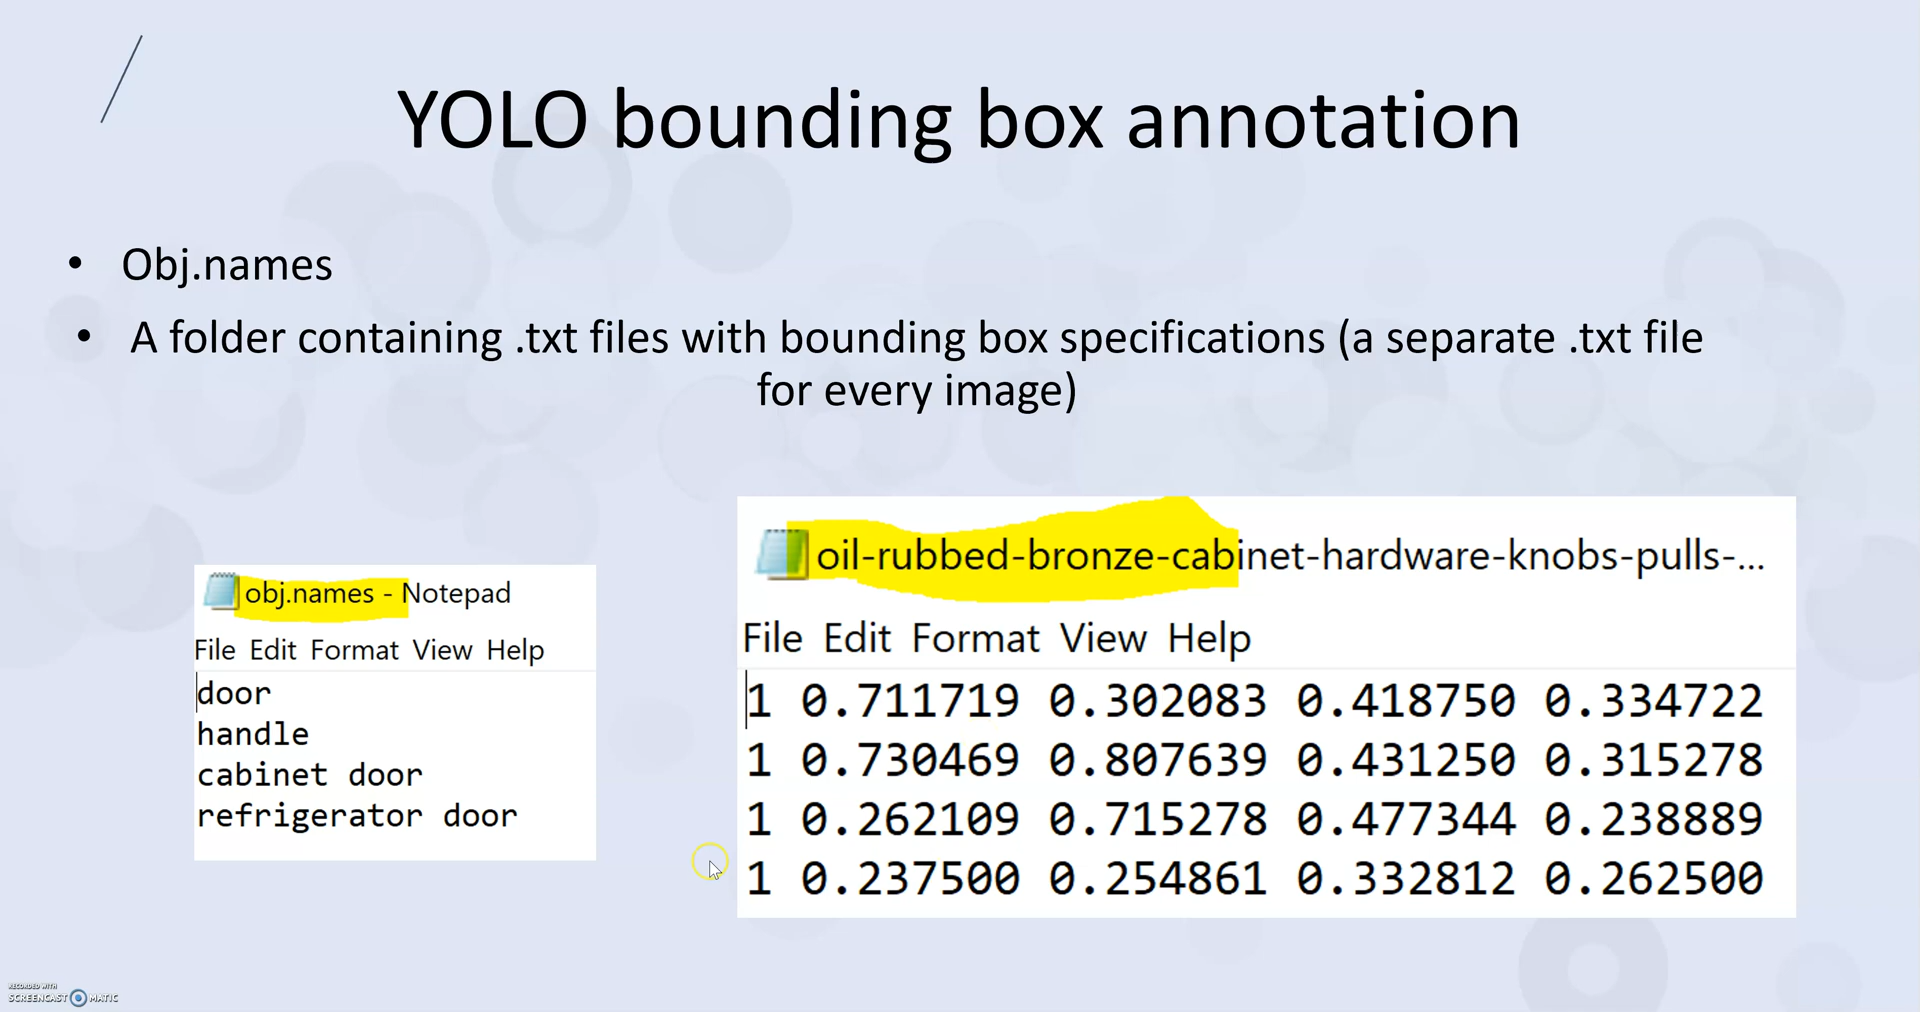 YOLO bounding box annotation
• Obj.names
• A folder containing .txt files with bounding box specifications (a separate .txt file
for every image)
obj.names - Notepad
File Edit Format View Help
door
handle
cabinet door
refrigerator door
oil-rubbed-bronze-cabinet-hardware-knobs-pulls-...
File Edit Format View Help
1 0.711719 0.302083 0.418750 0.334722
1 0.730469 0.807639 0.431250 0.315278
1 0.262109 0.715278 0.477344 0.238889
1 0.237500 0.254861 0.332812 0.262500
RECORDED WITH
SCREENCAST MATIC